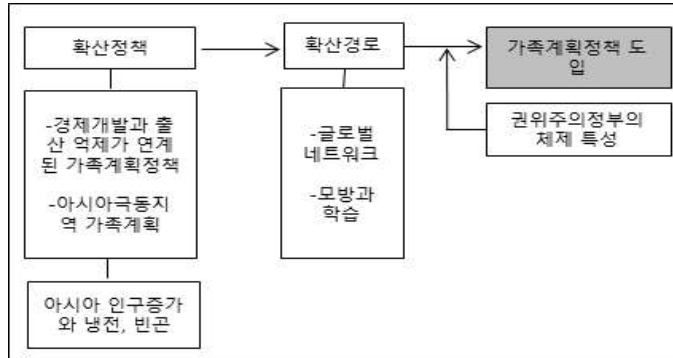 확산정책
확산경로
가족계획정책 도
입
-경제개발과 출
산 억제가 연계
된 가족계획정책
-아시아극동지
역 가족계획
-글로벌
네트워크
-모방과
학습
권위주의정부의
체제 특성
아시아 인구증가
와 냉전, 빈곤